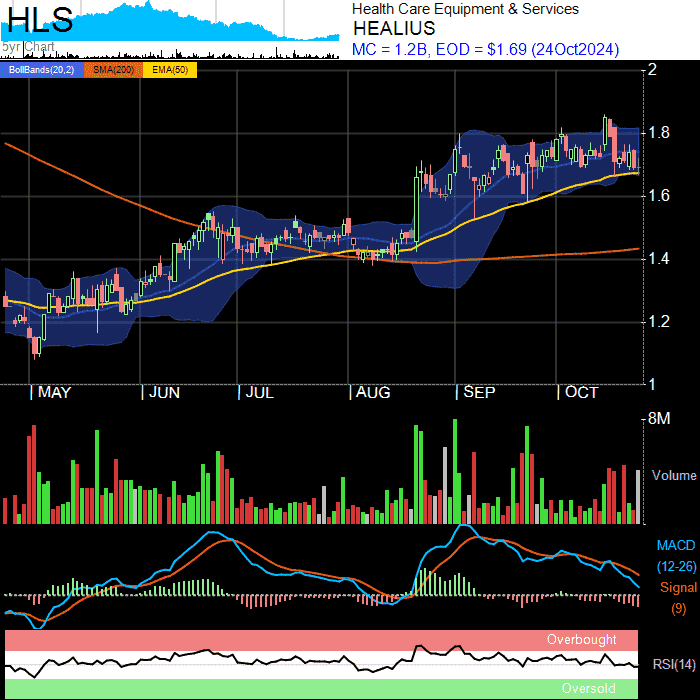 HLS
5yr Chart
Health Care Equipment & Services
HEALIUS
MC = 1.2B, EOD = $1.69 (24Oct2024)
BollBands(20,2) SMA(200) EMA(50)
2
1.8
1.6
1.4
1.2
1
| MAY | JUN | JUL | AUG | SEP | OCT
8M
Volume
MACD
(12-26)
Signal
(9)
Overbought
RSI(14)
Oversold